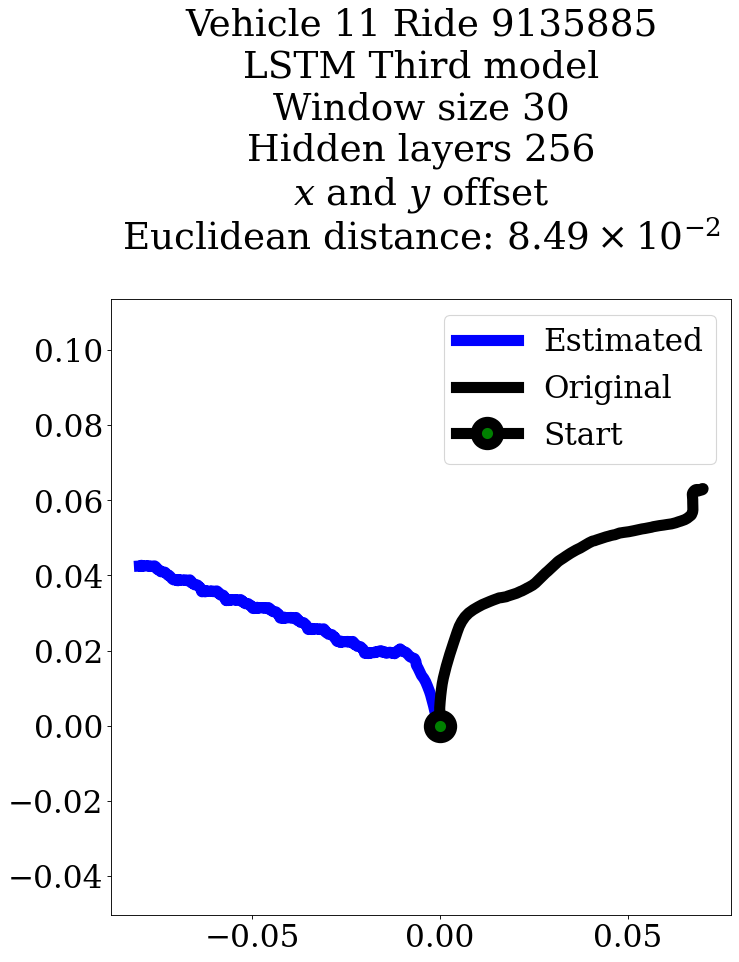 Vehicle 11 Ride 9135885
LSTM Third model
Window size 30
Hidden layers 256
x and y offset
Euclidean distance: 8.49 × 10⁻²
Estimated
Original
Start
0.10
0.08
0.06
0.04
0.02
0.00
−0.02
−0.04
−0.05 0.00 0.05